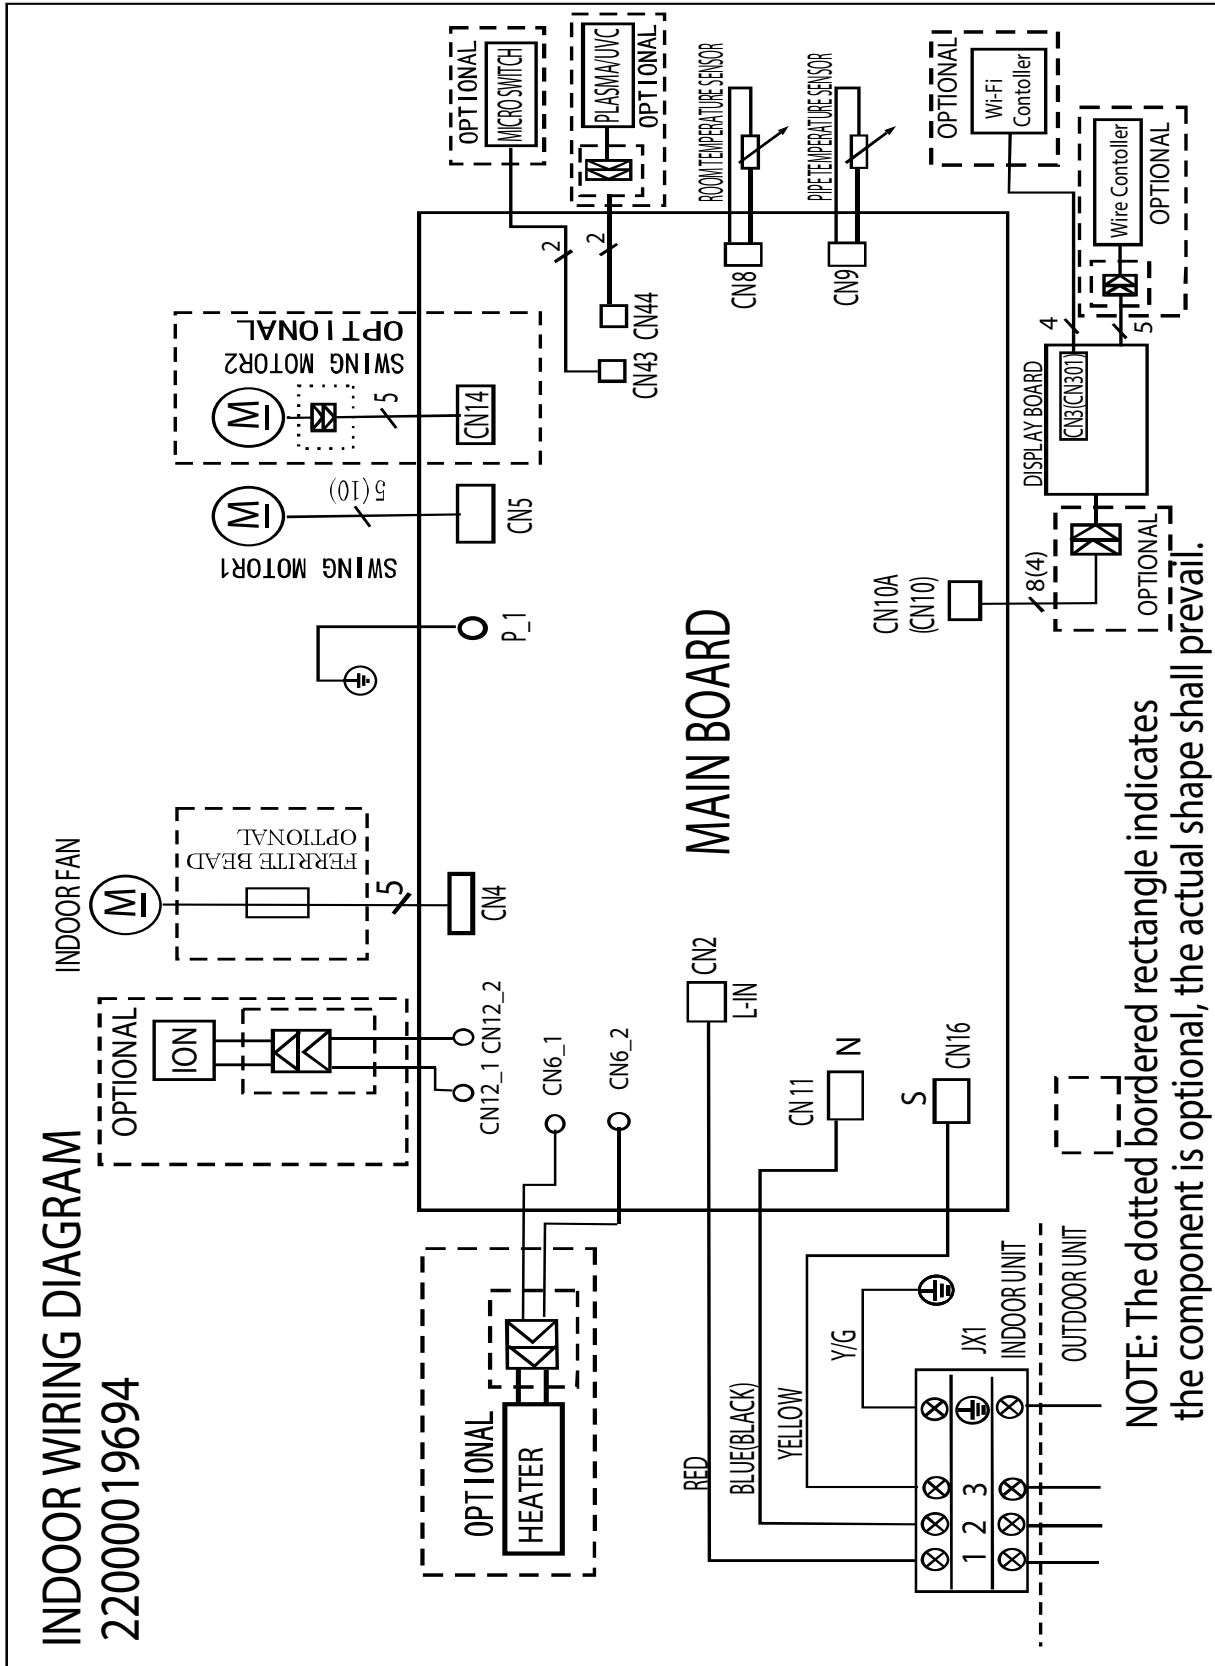 INDOOR WIRING DIAGRAM
22000019694
OPTIONAL
ION
INDOOR FAN
M
FERRITE BEAD
OPTIONAL
5
CN4
CN12_1 CN12_2
CN6_1
CN6_2
OPTIONAL
HEATER
P_1
SWING MOTOR1
M
5(10)
CN5
OPTIONAL
SWING MOTOR2
M
5
CN14
OPTIONAL
MICRO SWITCH
2
CN43
PLASMA/UVC
OPTIONAL
2
CN44
ROOM TEMPERATURE SENSOR
CN8
PIPE TEMPERATURE SENSOR
CN9
MAIN BOARD
CN2
L-IN
CN11
N
S
CN16
CN10A
(CN10)
8(4)
OPTIONAL
DISPLAY BOARD
CN3(CN301)
4
5
OPTIONAL
Wi-Fi
Contoller
Wire Contoller
OPTIONAL
RED
BLUE(BLACK)
YELLOW
Y/G
1 2 3
JX1
INDOOR UNIT
OUTDOOR UNIT
NOTE: The dotted bordered rectangle indicates
the component is optional, the actual shape shall prevail.